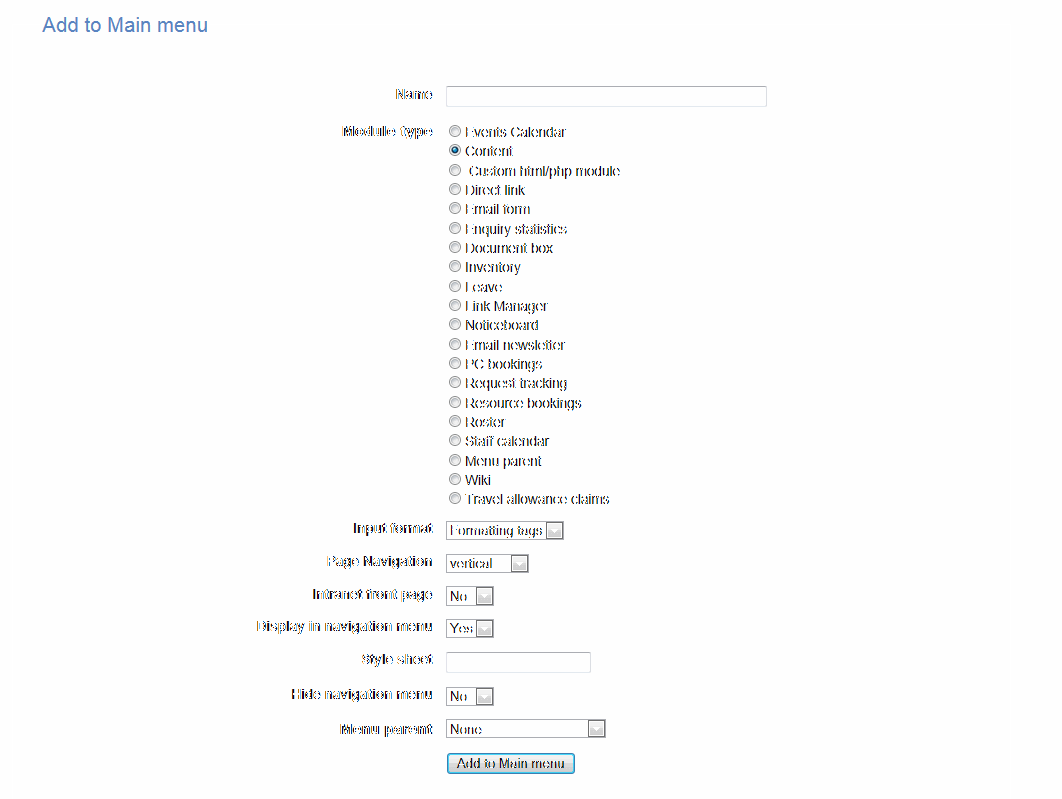 Add to Main menu
Name
Module type
Events Calendar
Content
Custom html/php module
Direct link
Email form
Enquiry statistics
Document box
Inventory
Leave
Link Manager
Noticeboard
Email newsletter
PC bookings
Request tracking
Resource bookings
Roster
Staff calendar
Menu parent
Wiki
Travel allowance claims
Input format Formatting tags
Page Navigation vertical
Intranet front page No
Display in navigation menu Yes
Style sheet
Hide navigation menu No
Menu parent None
Add to Main menu